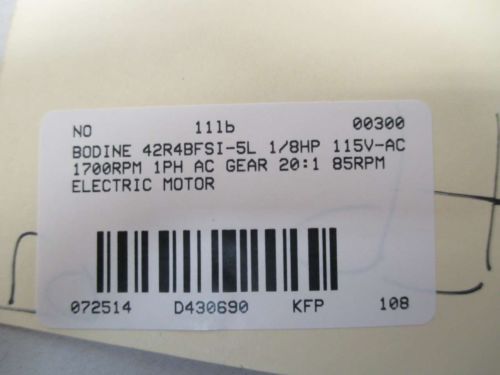 NO 11lb 00300
BODINE 42R4BFSI-5L 1/8HP 115V-AC
1700RPM 1PH AC GEAR 20:1 85RPM
ELECTRIC MOTOR
072514 D430690 KFP 108